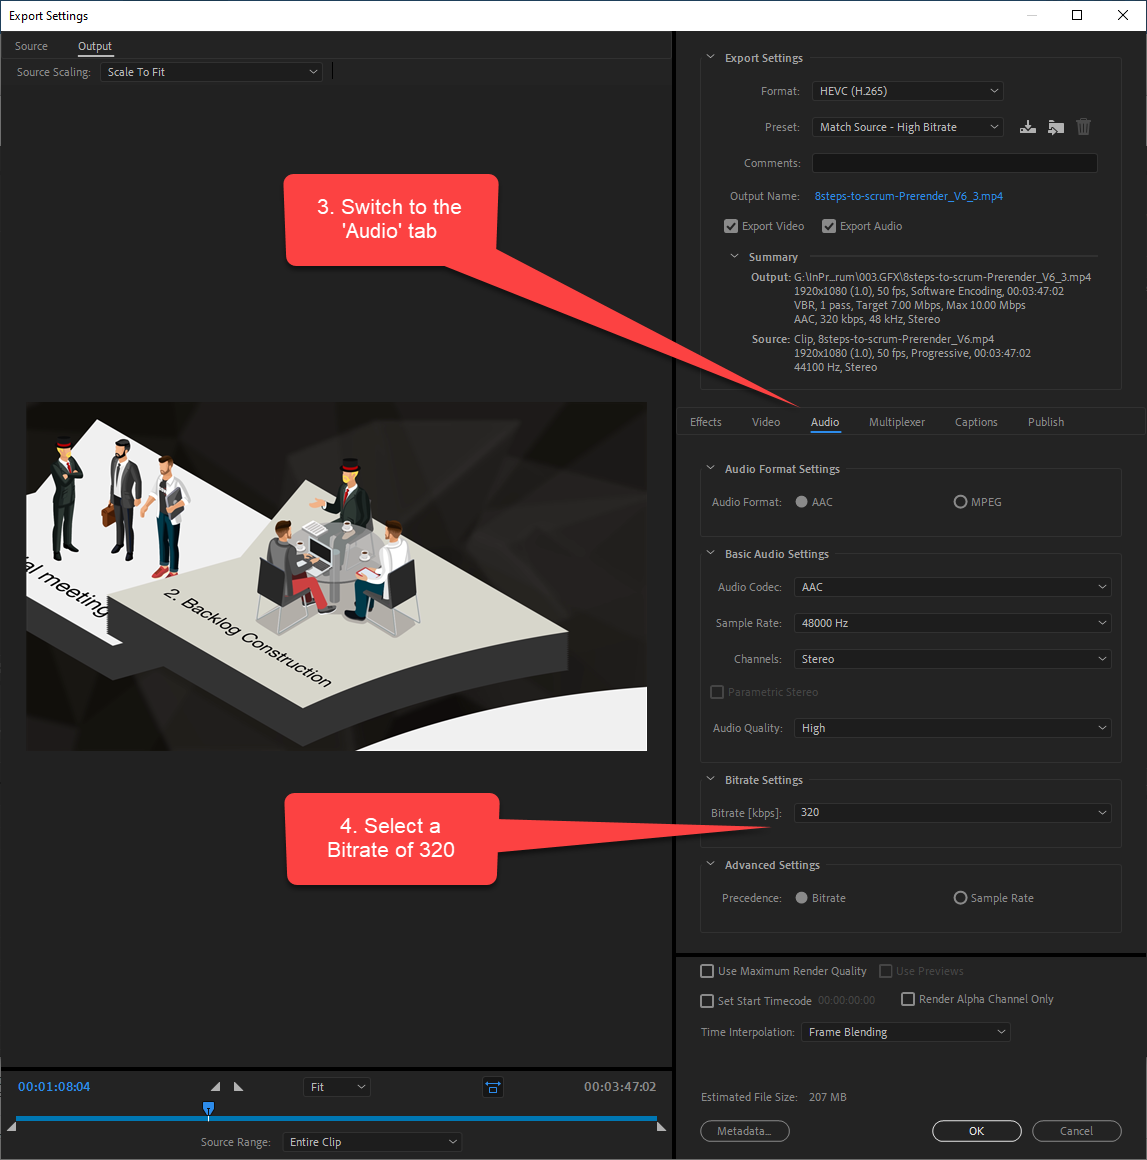 Export Settings
Source Output
Source Scaling: Scale To Fit
3. Switch to the
'Audio' tab
al meeting
2. Backlog Construction
4. Select a
Bitrate of 320
00:01:08:04 Fit 00:03:47:02
Source Range: Entire Clip
Export Settings
Format: HEVC (H.265)
Preset: Match Source - High Bitrate
Comments:
Output Name: 8steps-to-scrum-Prerender_V6_3.mp4
Export Video Export Audio
Summary
Output: G:\InPr...rum\003.GFX\8steps-to-scrum-Prerender_V6_3.mp4
1920x1080 (1.0), 50 fps, Software Encoding, 00:03:47:02
VBR, 1 pass, Target 7.00 Mbps, Max 10.00 Mbps
AAC, 320 kbps, 48 kHz, Stereo
Source: Clip, 8steps-to-scrum-Prerender_V6.mp4
1920x1080 (1.0), 50 fps, Progressive, 00:03:47:02
44100 Hz, Stereo
Effects Video Audio Multiplexer Captions Publish
Audio Format Settings
Audio Format: AAC MPEG
Basic Audio Settings
Audio Codec: AAC
Sample Rate: 48000 Hz
Channels: Stereo
Parametric Stereo
Audio Quality: High
Bitrate Settings
Bitrate [kbps]: 320
Advanced Settings
Precedence: Bitrate Sample Rate
Use Maximum Render Quality Use Previews
Set Start Timecode 00:00:00:00 Render Alpha Channel Only
Time Interpolation: Frame Blending
Estimated File Size: 207 MB
Metadata... OK Cancel